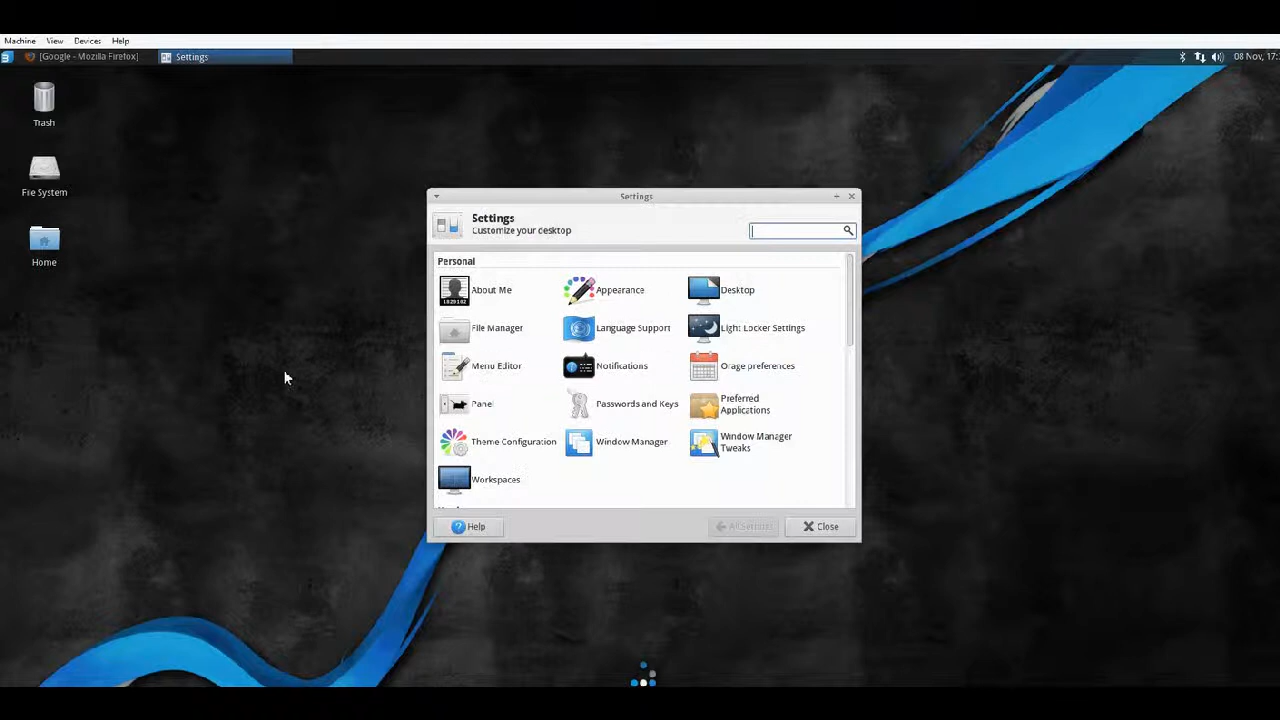 Machine View Devices Help
[Google - Mozilla Firefox] Settings 08 Nov, 17:
Trash
File System
Home
Settings
Settings
Customize your desktop
Personal
About Me Appearance Desktop
File Manager Language Support Light Locker Settings
Menu Editor Notifications Orage preferences
Panel Passwords and Keys Preferred
Applications
Theme Configuration Window Manager Window Manager
Tweaks
Workspaces
Help All Settings Close